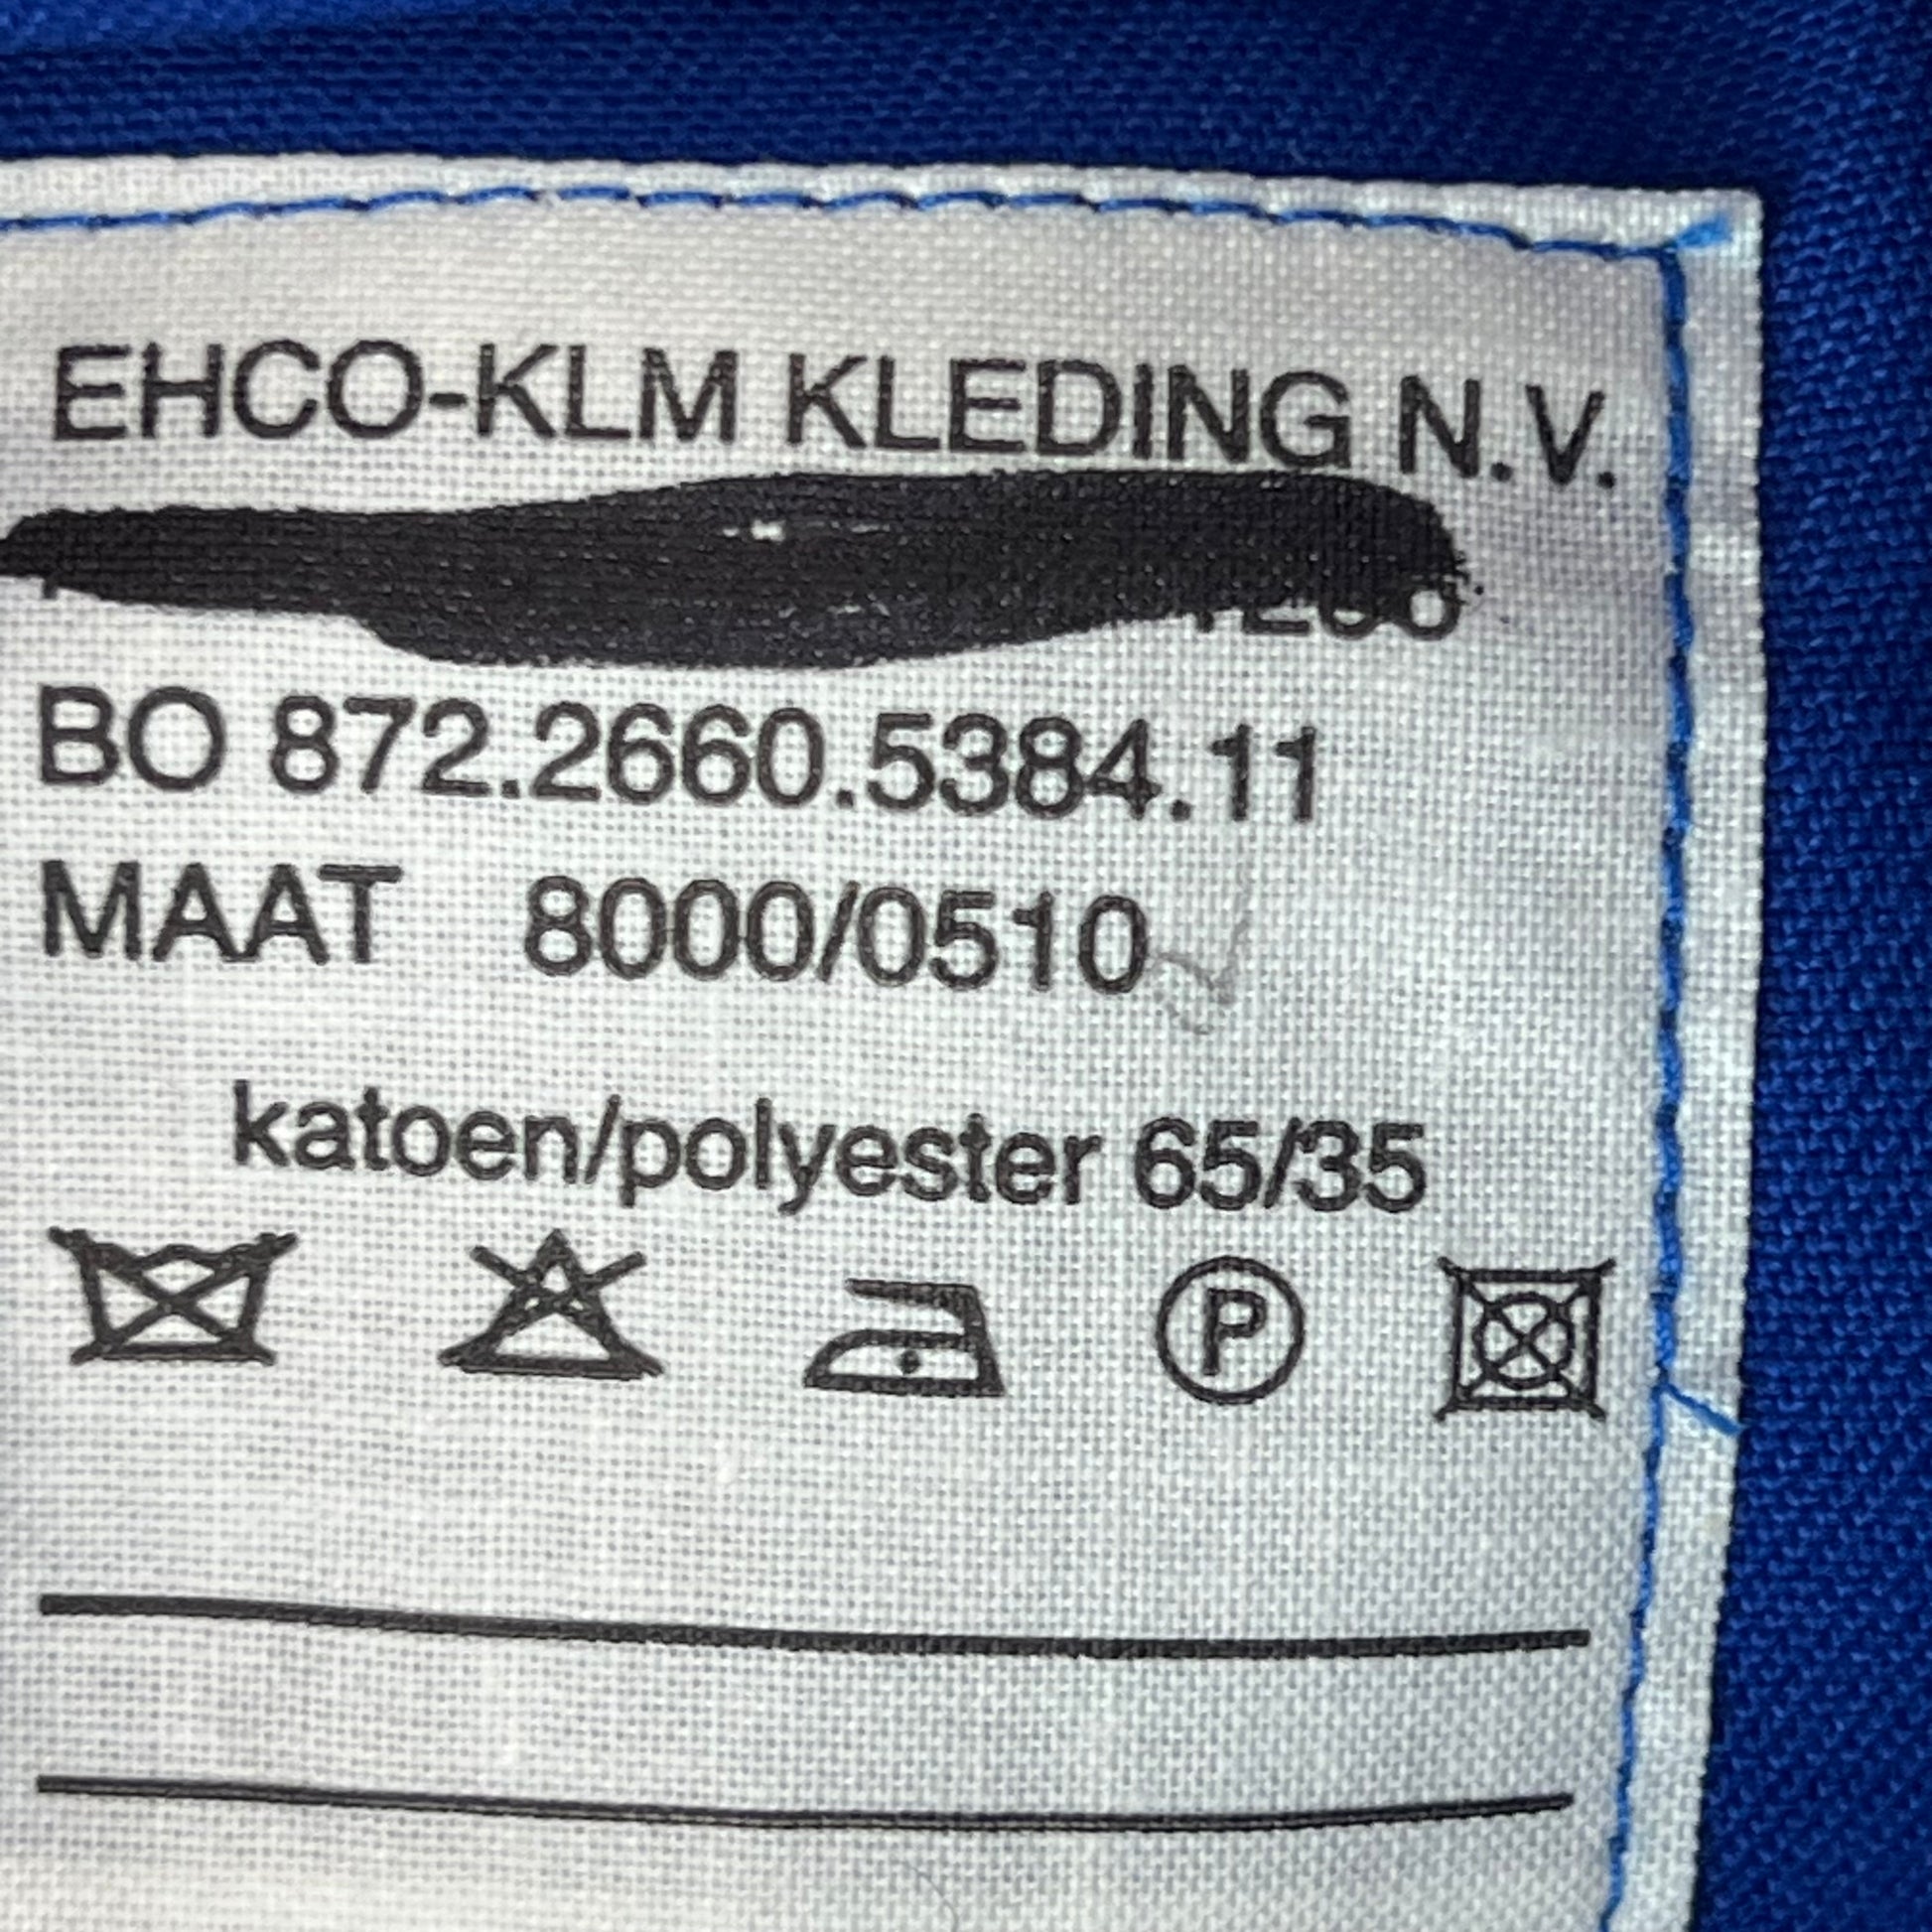 EHCO-KLM KLEDING N.V.
BO 872.2660.5384.11
MAAT 8000/0510
katoen/polyester 65/35
P